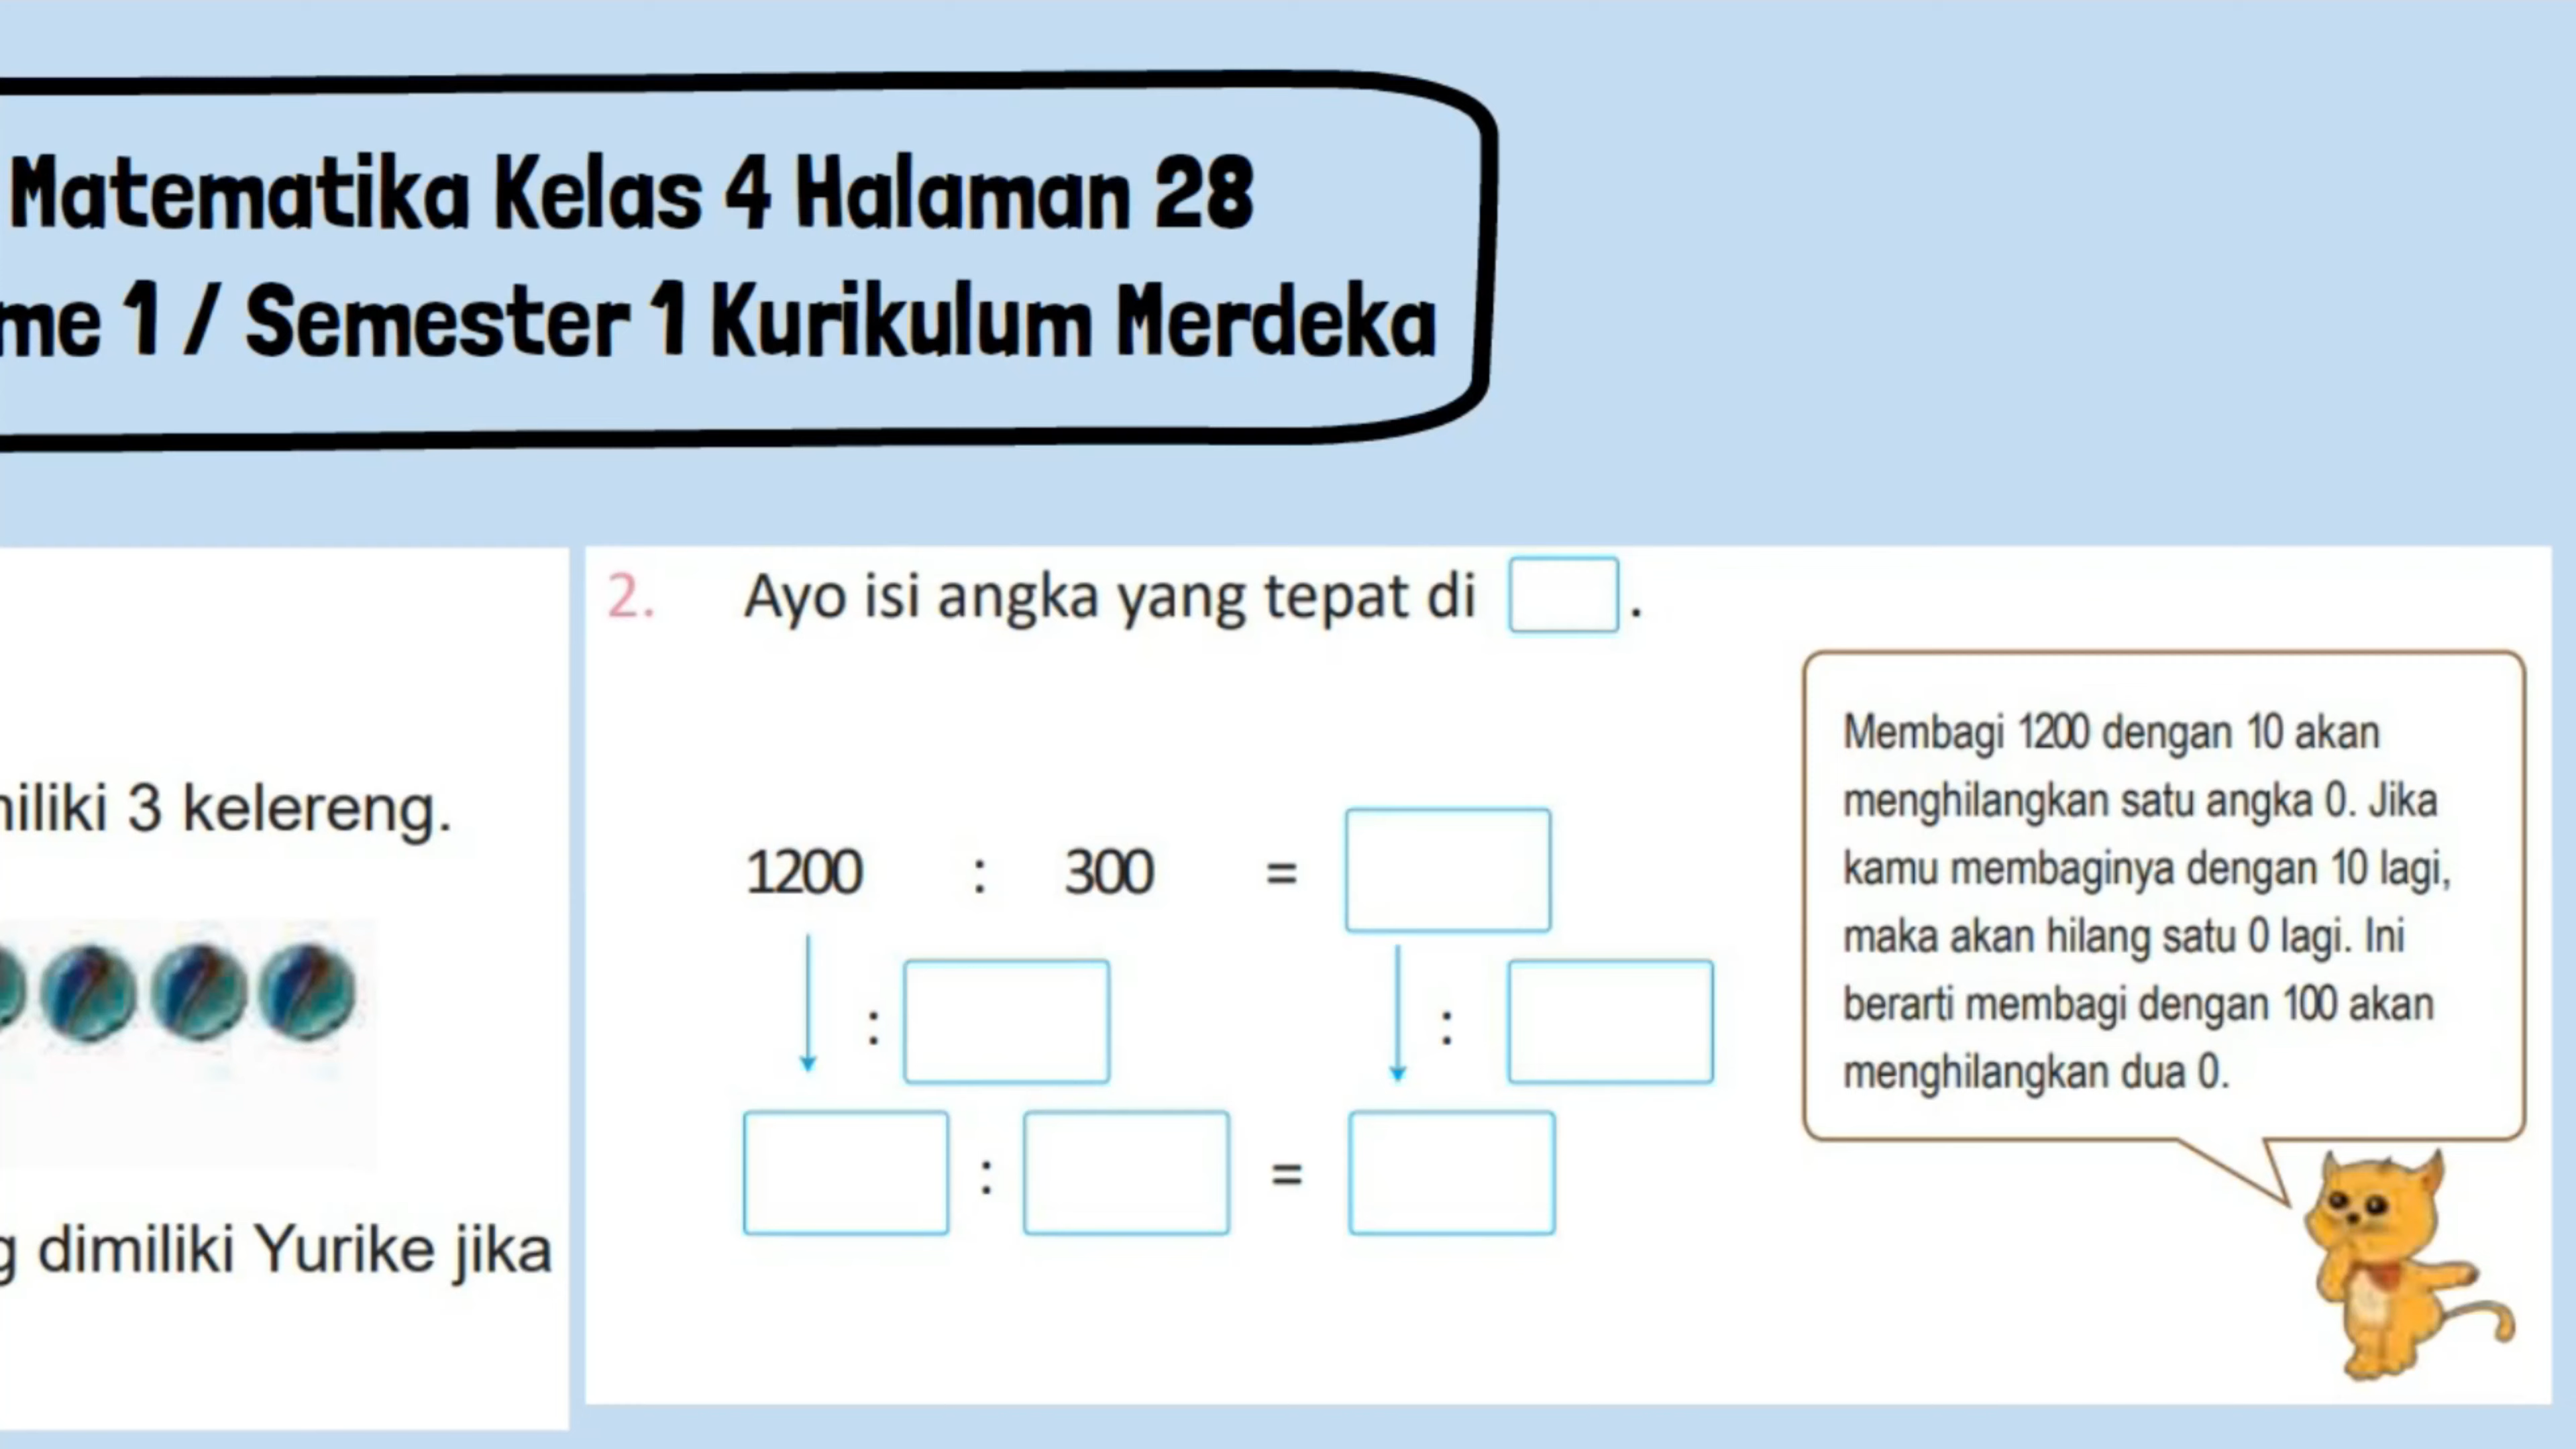 Matematika Kelas 4 Halaman 28
me 1 / Semester 1 Kurikulum Merdeka
miliki 3 kelereng.
g dimiliki Yurike jika
2. Ayo isi angka yang tepat di .
1200 : 300 =
: :
: =
Membagi 1200 dengan 10 akan
menghilangkan satu angka 0. Jika
kamu membaginya dengan 10 lagi,
maka akan hilang satu 0 lagi. Ini
berarti membagi dengan 100 akan
menghilangkan dua 0.